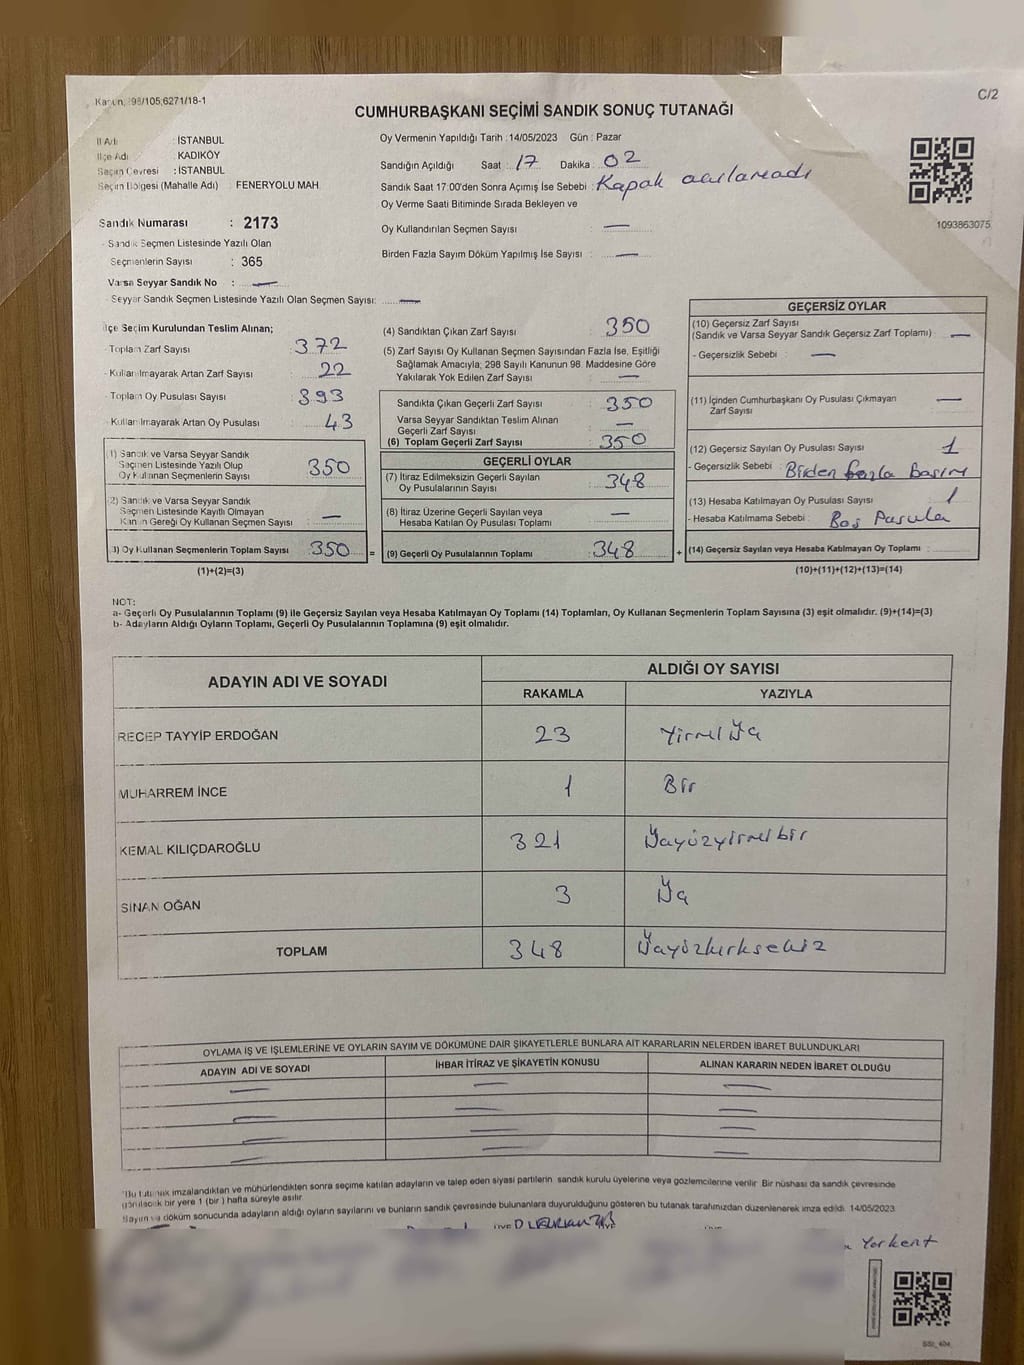 Kanun, 298/105,6271/18-1
C/2
CUMHURBAŞKANI SEÇİMİ SANDIK SONUÇ TUTANAĞI
İl Adı : İSTANBUL
İlçe Adı : KADIKÖY
Seçim Çevresi : İSTANBUL
Seçim Bölgesi (Mahalle Adı) : FENERYOLU MAH.
Oy Vermenin Yapıldığı Tarih : 14/05/2023 Gün : Pazar
Sandığın Açıldığı Saat : 17 Dakika : 02
Sandık Saat 17:00'den Sonra Açımış İse Sebebi : Kapak açılamadı
Oy Verme Saati Bitiminde Sırada Bekleyen ve
Oy Kullandırılan Seçmen Sayısı : —
Birden Fazla Sayım Döküm Yapılmış İse Sayısı : —
1093863075
Sandık Numarası : 2173
- Sandık Seçmen Listesinde Yazılı Olan
Seçmenlerin Sayısı : 365
Varsa Seyyar Sandık No : —
- Seyyar Sandık Seçmen Listesinde Yazılı Olan Seçmen Sayısı: —
İlçe Seçim Kurulundan Teslim Alınan;
- Toplam Zarf Sayısı : 372
- Kullanılmayarak Artan Zarf Sayısı : 22
- Toplam Oy Pusulası Sayısı : 393
- Kullanılmayarak Artan Oy Pusulası : 43
(1) Sandık ve Varsa Seyyar Sandık
Seçmen Listesinde Yazılı Olup
Oy Kullanan Seçmenlerin Sayısı : 350
(2) Sandık ve Varsa Seyyar Sandık
Seçmen Listesinde Kayıtlı Olmayan
Kanun Gereği Oy Kullanan Seçmen Sayısı : —
(3) Oy Kullanan Seçmenlerin Toplam Sayısı : 350 =
(1)+(2)=(3)
(4) Sandıktan Çıkan Zarf Sayısı : 350
(5) Zarf Sayısı Oy Kullanan Seçmen Sayısından Fazla İse, Eşitliği
Sağlamak Amacıyla; 298 Sayılı Kanunun 98. Maddesine Göre
Yakılarak Yok Edilen Zarf Sayısı : —
Sandıkta Çıkan Geçerli Zarf Sayısı : 350
Varsa Seyyar Sandıktan Teslim Alınan
Geçerli Zarf Sayısı : —
(6) Toplam Geçerli Zarf Sayısı : 350
GEÇERLİ OYLAR
(7) İtiraz Edilmeksizin Geçerli Sayılan
Oy Pusulalarının Sayısı : 348
(8) İtiraz Üzerine Geçerli Sayılan veya
Hesaba Katılan Oy Pusulası Toplamı : —
(9) Geçerli Oy Pusulalarının Toplamı : 348 +
GEÇERSİZ OYLAR
(10) Geçersiz Zarf Sayısı
(Sandık ve Varsa Seyyar Sandık Geçersiz Zarf Toplamı) : —
- Geçersizlik Sebebi : —
(11) İçinden Cumhurbaşkanı Oy Pusulası Çıkmayan
Zarf Sayısı : —
(12) Geçersiz Sayılan Oy Pusulası Sayısı : 1
- Geçersizlik Sebebi : Birden fazla basım
(13) Hesaba Katılmayan Oy Pusulası Sayısı : 1
- Hesaba Katılmama Sebebi : Boş Pusula
(14) Geçersiz Sayılan veya Hesaba Katılmayan Oy Toplamı :
(10)+(11)+(12)+(13)=(14)
NOT:
a- Geçerli Oy Pusulalarının Toplamı (9) ile Geçersiz Sayılan veya Hesaba Katılmayan Oy Toplamı (14) Toplamları, Oy Kullanan Seçmenlerin Toplam Sayısına (3) eşit olmalıdır. (9)+(14)=(3)
b- Adayların Aldığı Oyların Toplamı, Geçerli Oy Pusulalarının Toplamına (9) eşit olmalıdır.
ADAYIN ADI VE SOYADI ALDIĞI OY SAYISI
RAKAMLA YAZIYLA
RECEP TAYYİP ERDOĞAN 23 Yirmi Üç
MUHARREM İNCE 1 Bir
KEMAL KILIÇDAROĞLU 321 Üçyüzyirmibir
SİNAN OĞAN 3 Üç
TOPLAM 348 Üçyüzkırksekiz
OYLAMA İŞ VE İŞLEMLERİNE VE OYLARIN SAYIM VE DÖKÜMÜNE DAİR ŞİKAYETLERLE BUNLARA AİT KARARLARIN NELERDEN İBARET BULUNDUKLARI
ADAYIN ADI VE SOYADI İHBAR İTİRAZ VE ŞİKAYETİN KONUSU ALINAN KARARIN NEDEN İBARET OLDUĞU
— — —
— — —
— — —
— — —
*Bu tutanak imzalandıktan ve mühürlendikten sonra seçime katılan adayların ve talep eden siyasi partilerin sandık kurulu üyelerine veya gözlemcilerine verilir. Bir nüshası da sandık çevresinde
görülecek bir yere 1 (bir) hafta süreyle asılır.
Sayım ve döküm sonucunda adayların aldığı oyların sayılarını ve bunların sandık çevresinde bulunanlara duyurulduğunu gösteren bu tutanak tarafımızdan düzenlenerek imza edildi. 14/05/2023
Yorkent